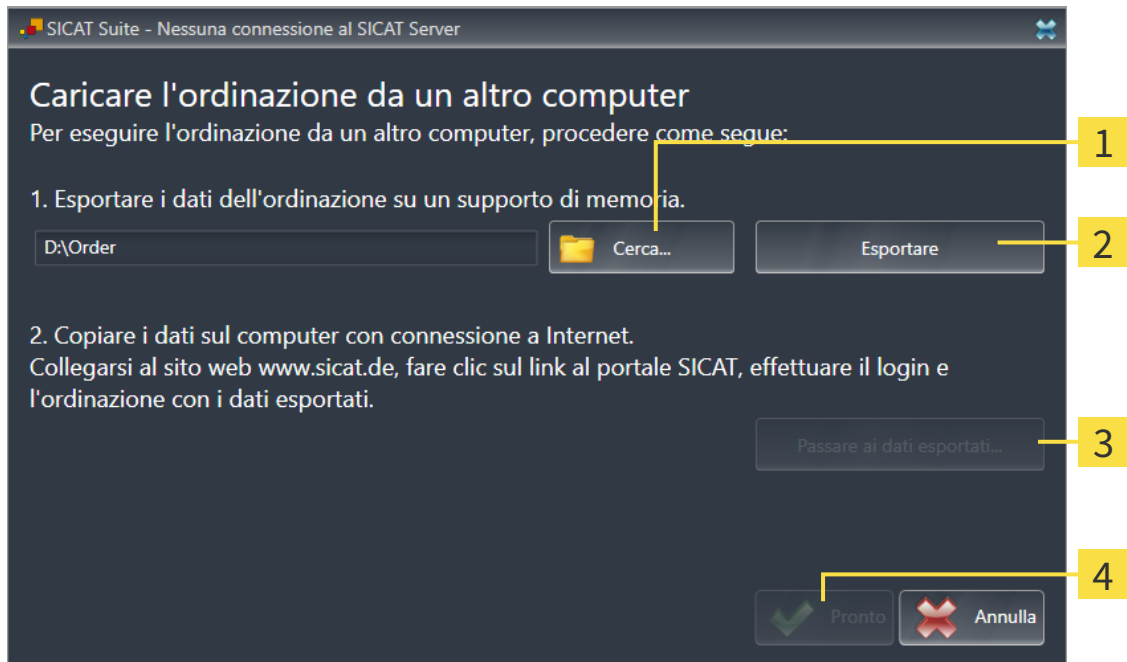 SICAT Suite - Nessuna connessione al SICAT Server
Caricare l'ordinazione da un altro computer
Per eseguire l'ordinazione da un altro computer, procedere come segue:
1
1. Esportare i dati dell'ordinazione su un supporto di memoria.
D:\Order
Cerca...
Esportare
2
2. Copiare i dati sul computer con connessione a Internet.
Collegarsi al sito web www.sicat.de, fare clic sul link al portale SICAT, effettuare il login e
l'ordinazione con i dati esportati.
Passare ai dati esportati...
3
4
Pronto
Annulla